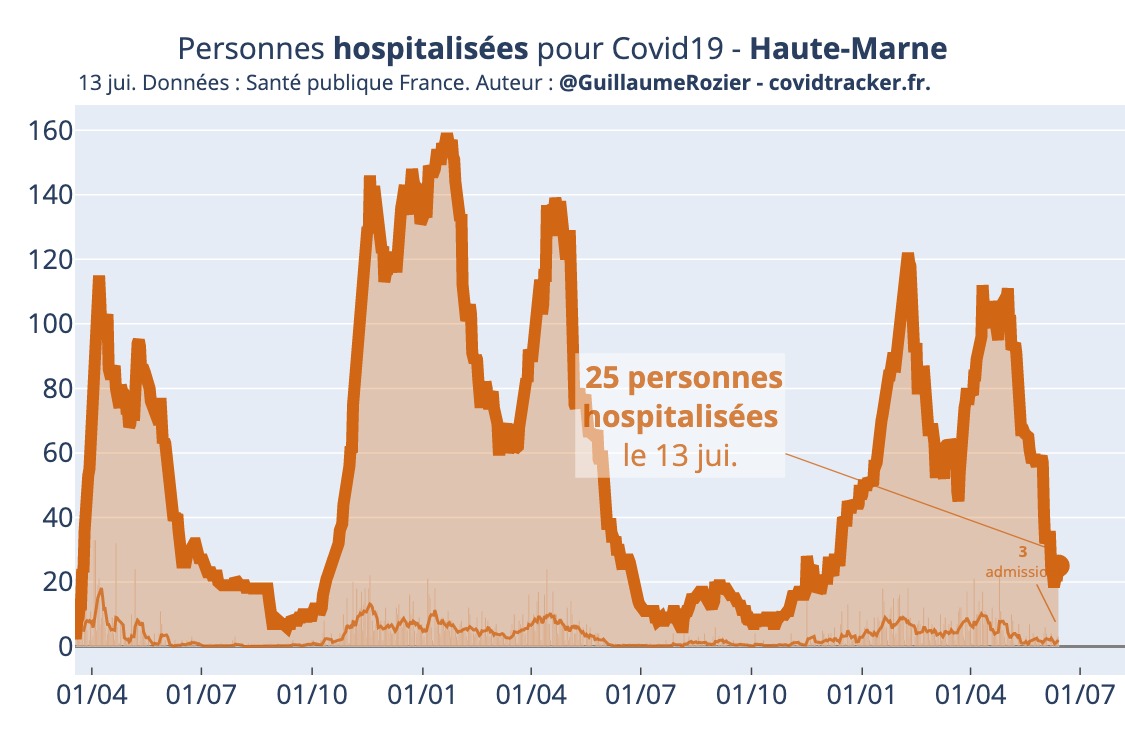 Personnes hospitalisées pour Covid19 - Haute-Marne
13 jui. Données : Santé publique France. Auteur : @GuillaumeRozier - covidtracker.fr.
160
140
120
100
80
60
40
20
0
25 personnes
hospitalisées
le 13 jui.
3
admissio
01/04 01/07 01/10 01/01 01/04 01/07 01/10 01/01 01/04 01/07